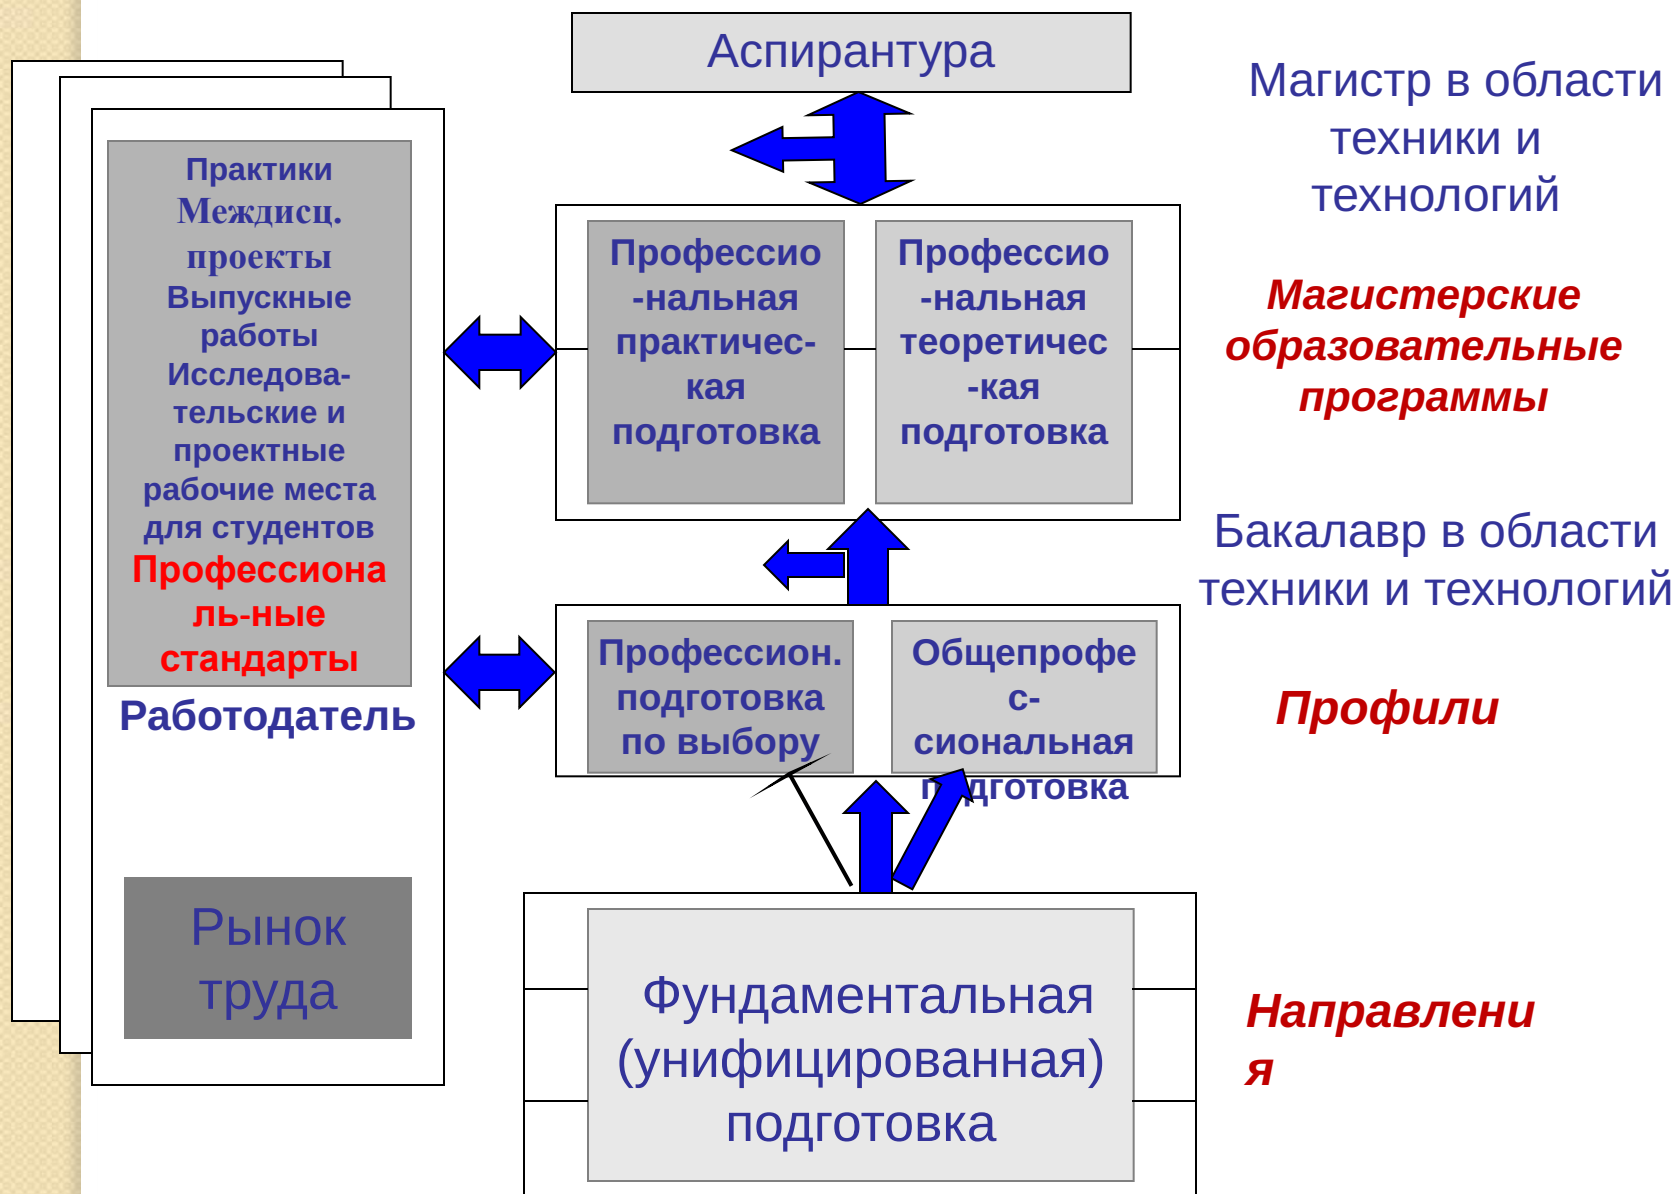 Аспирантура
Магистр в области
техники и
технологий
Практики
Междисц.
проекты
Выпускные
работы
Исследова-
тельские и
проектные
рабочие места
для студентов
Профессиона
ль-ные
стандарты
Работодатель
Рынок
труда
Профессио
-нальная
практичес-
кая
подготовка
Профессио
-нальная
теоретичес
-кая
подготовка
Магистерские
образовательные
программы
Бакалавр в области
техники и технологий
Профессион.
подготовка
по выбору
Общепрофе
с-
сиональная
подготовка
Профили
Фундаментальная
(унифицированная)
подготовка
Направлени
я